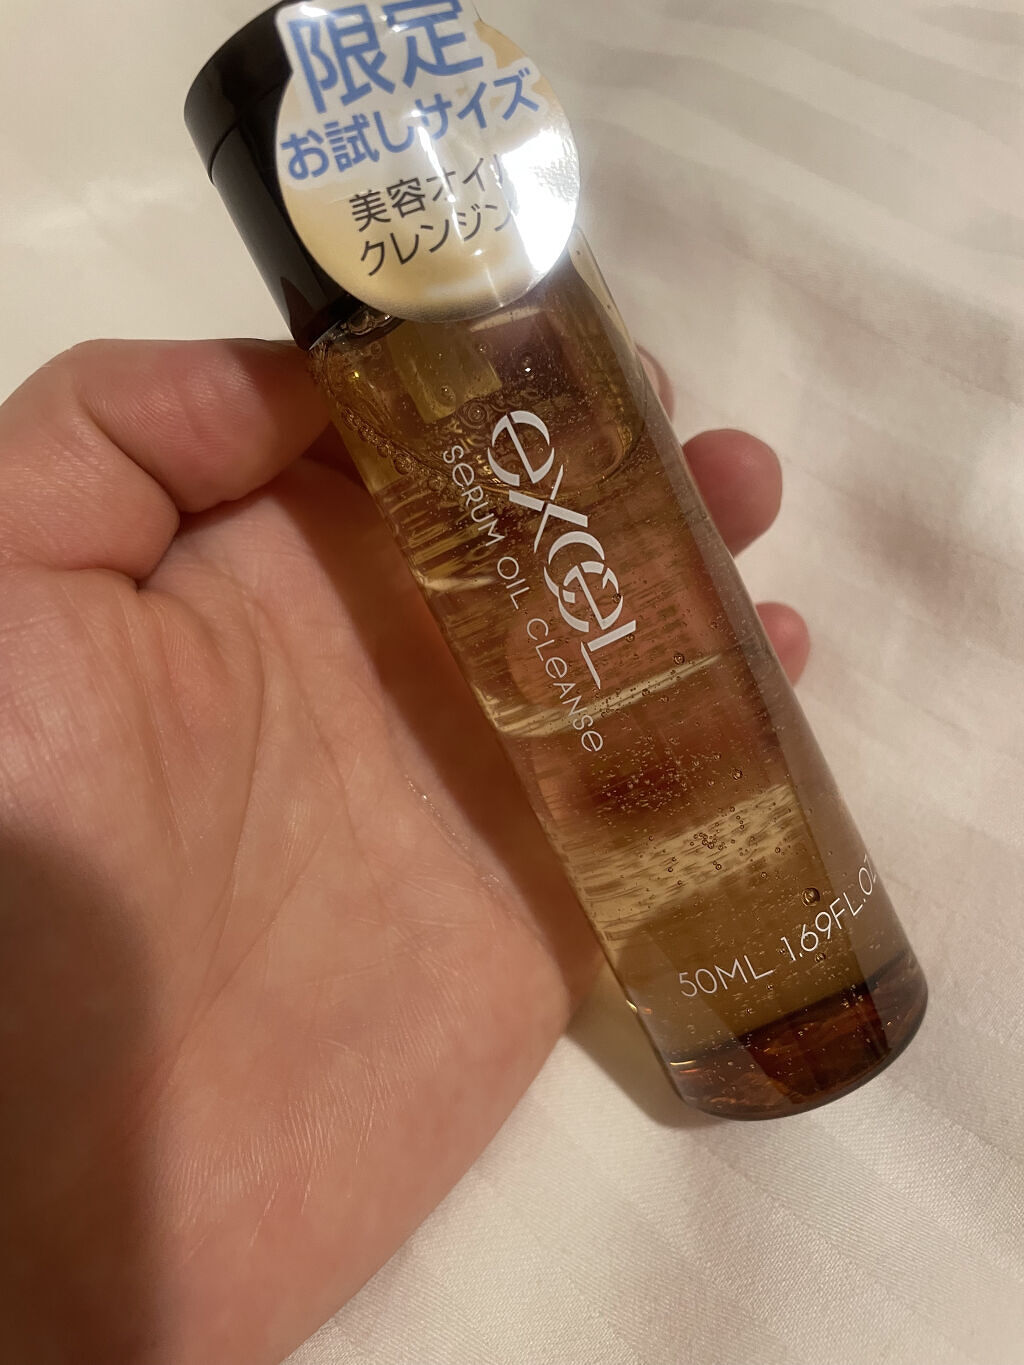 限定
お試しサイズ
美容オイル
クレンジン
excel
SERUM OIL CLEANSE
50ML 1.69FL.OZ